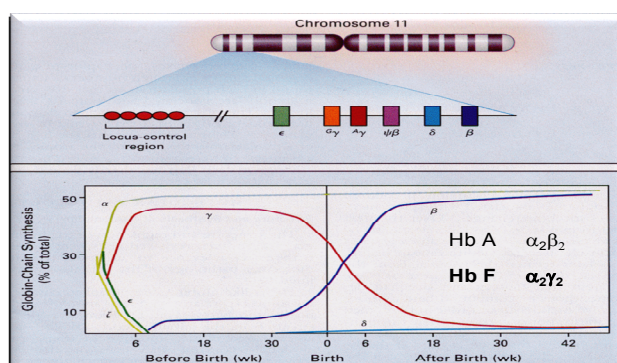 Chromosome 11
Locus-control
region
ε
ᴳγ
ᴬγ
ψβ
δ
β
Globin-Chain Synthesis
(% of total)
50
30
10
α
γ
β
ζ
ε
δ
Hb A α₂β₂
Hb F α₂γ₂
6 18 30 0 6 18 30 42
Before Birth (wk) Birth After Birth (wk)